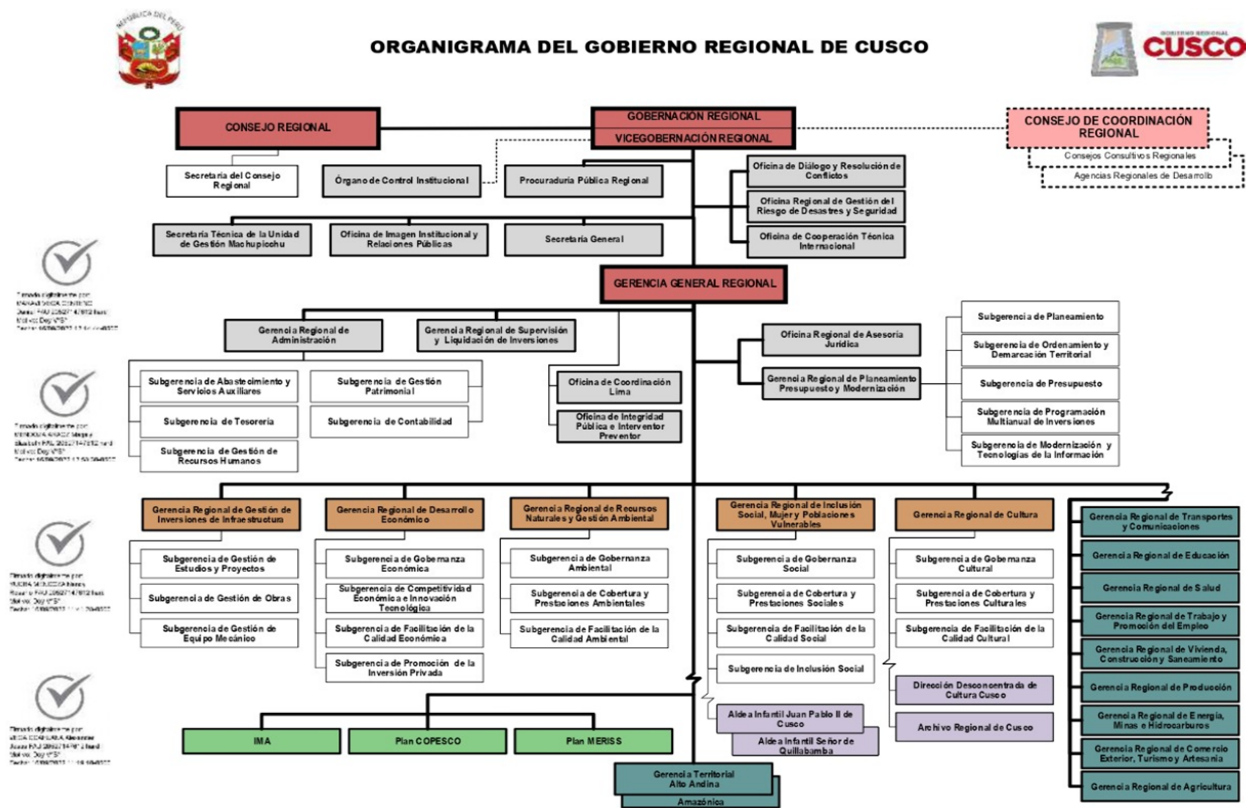 REPÚBLICA DEL PERÚ
ORGANIGRAMA DEL GOBIERNO REGIONAL DE CUSCO
GOBIERNO REGIONAL
CUSCO
CONSEJO REGIONAL
GOBERNACIÓN REGIONAL
VICEGOBERNACIÓN REGIONAL
CONSEJO DE COORDINACIÓN
REGIONAL
Consejos Consultivos Regionales
Agencias Regionales de Desarrollo
Secretaría del Consejo
Regional
Órgano de Control Institucional
Procuraduría Pública Regional
Oficina de Diálogo y Resolución de
Conflictos
Oficina Regional de Gestión del
Riesgo de Desastres y Seguridad
Oficina de Cooperación Técnica
Internacional
Secretaría Técnica de la Unidad
de Gestión Machupicchu
Oficina de Imagen Institucional y
Relaciones Públicas
Secretaría General
GERENCIA GENERAL REGIONAL
Gerencia Regional de
Administración
Gerencia Regional de Supervisión
y Liquidación de Inversiones
Oficina Regional de Asesoría
Jurídica
Gerencia Regional de Planeamiento
Presupuesto y Modernización
Subgerencia de Planeamiento
Subgerencia de Ordenamiento y
Demarcación Territorial
Subgerencia de Presupuesto
Subgerencia de Programación
Multianual de Inversiones
Subgerencia de Modernización y
Tecnologías de la Información
Subgerencia de Abastecimiento y
Servicios Auxiliares
Subgerencia de Tesorería
Subgerencia de Gestión de
Recursos Humanos
Subgerencia de Gestión
Patrimonial
Subgerencia de Contabilidad
Oficina de Coordinación
Lima
Oficina de Integridad
Pública e Interventor
Preventor
Gerencia Regional de Gestión de
Inversiones de Infraestructura
Subgerencia de Gestión de
Estudios y Proyectos
Subgerencia de Gestión de Obras
Subgerencia de Gestión de
Equipo Mecánico
Gerencia Regional de Desarrollo
Económico
Subgerencia de Gobernanza
Económica
Subgerencia de Competitividad
Económica e Innovación
Tecnológica
Subgerencia de Facilitación de la
Calidad Económica
Subgerencia de Promoción de la
Inversión Privada
Gerencia Regional de Recursos
Naturales y Gestión Ambiental
Subgerencia de Gobernanza
Ambiental
Subgerencia de Cobertura y
Prestaciones Ambientales
Subgerencia de Facilitación de la
Calidad Ambiental
Gerencia Regional de Inclusión
Social, Mujer y Poblaciones
Vulnerables
Subgerencia de Gobernanza
Social
Subgerencia de Cobertura y
Prestaciones Sociales
Subgerencia de Facilitación de la
Calidad Social
Subgerencia de Inclusión Social
Aldea Infantil Juan Pablo II de
Cusco
Aldea Infantil Señor de
Quillabamba
Gerencia Regional de Cultura
Subgerencia de Gobernanza
Cultural
Subgerencia de Cobertura y
Prestaciones Culturales
Subgerencia de Facilitación de la
Calidad Cultural
Dirección Desconcentrada de
Cultura Cusco
Archivo Regional de Cusco
Gerencia Regional de Transportes
y Comunicaciones
Gerencia Regional de Educación
Gerencia Regional de Salud
Gerencia Regional de Trabajo y
Promoción del Empleo
Gerencia Regional de Vivienda,
Construcción y Saneamiento
Gerencia Regional de Producción
Gerencia Regional de Energía,
Minas e Hidrocarburos
Gerencia Regional de Comercio
Exterior, Turismo y Artesanía
Gerencia Regional de Agricultura
IMA
Plan COPESCO
Plan MERISS
Gerencia Territorial
Alto Andina
Amazónica
Firmado digitalmente por:
Firmado digitalmente por:
Firmado digitalmente por:
Firmado digitalmente por: